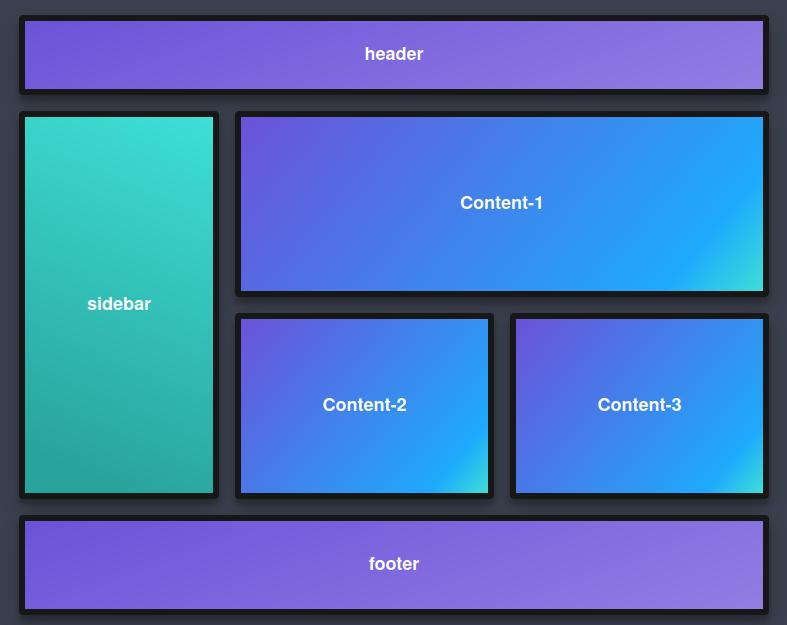 header
sidebar
Content-1
Content-2
Content-3
footer